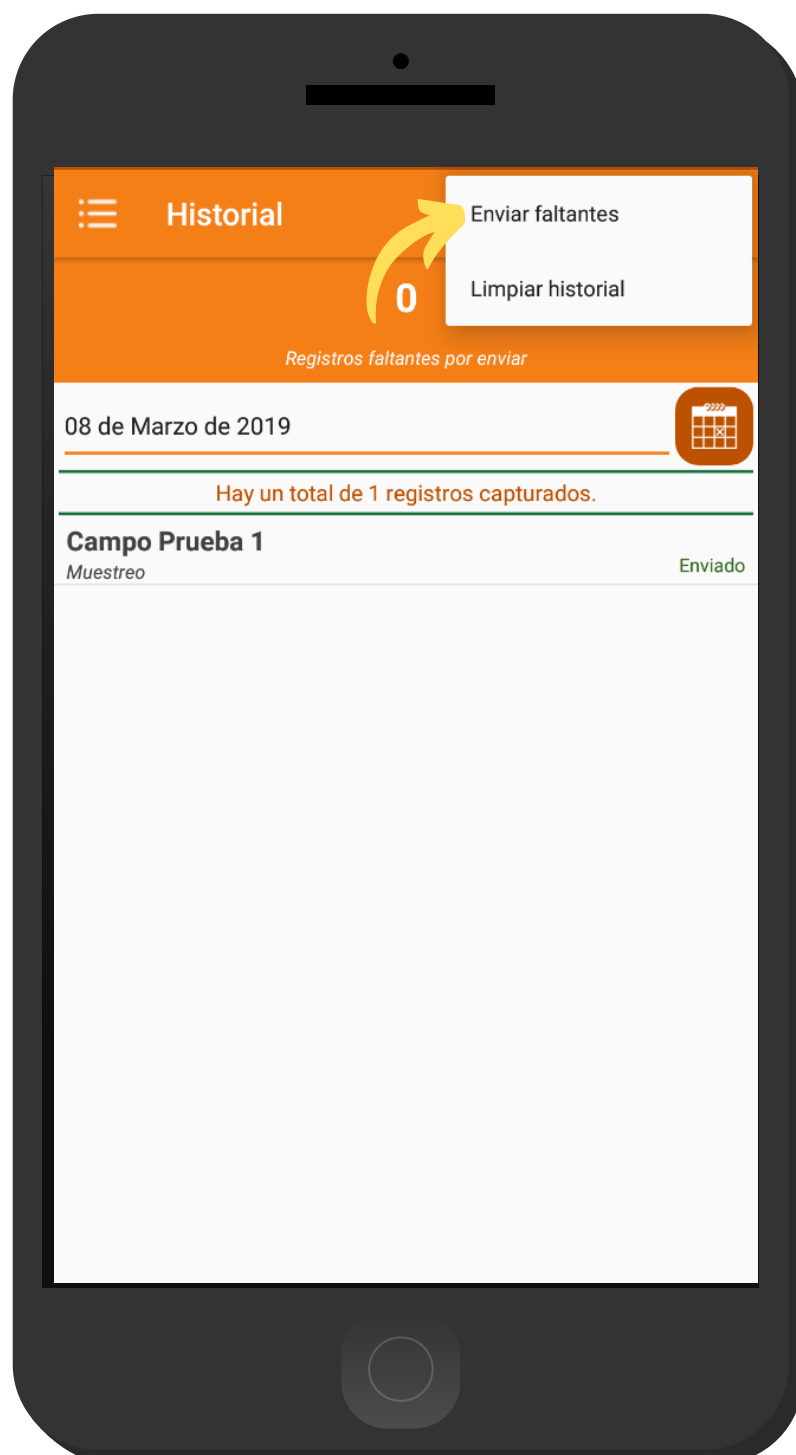 Historial
Enviar faltantes
Limpiar historial
0
Registros faltantes por enviar
08 de Marzo de 2019
Hay un total de 1 registros capturados.
Campo Prueba 1
Muestreo
Enviado